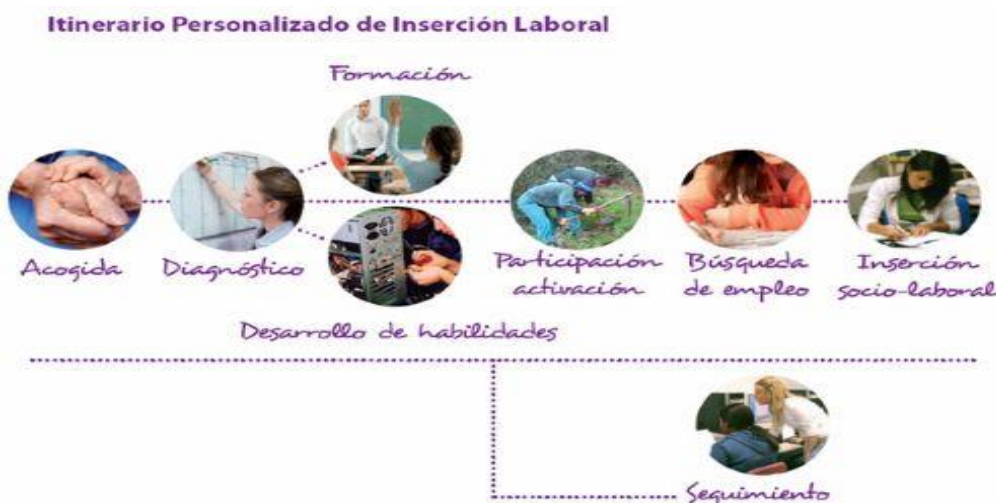 Itinerario Personalizado de Inserción Laboral
Formación
Acogida
Diagnóstico
Desarrollo de habilidades
Participación
activación
Búsqueda
de empleo
Inserción
socio-laboral
Seguimiento